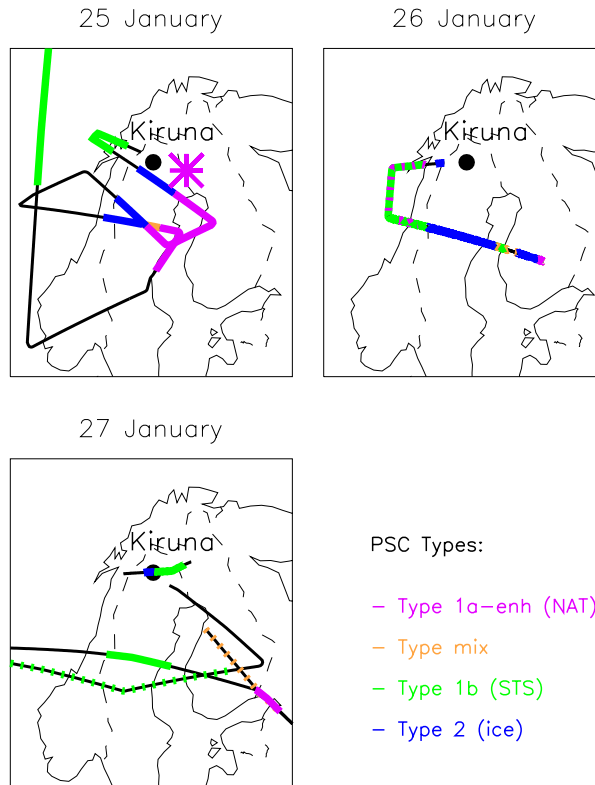 25 January
26 January
Kiruna
Kiruna
27 January
Kiruna
PSC Types:
– Type 1a–enh (NAT)
– Type mix
– Type 1b (STS)
– Type 2 (ice)